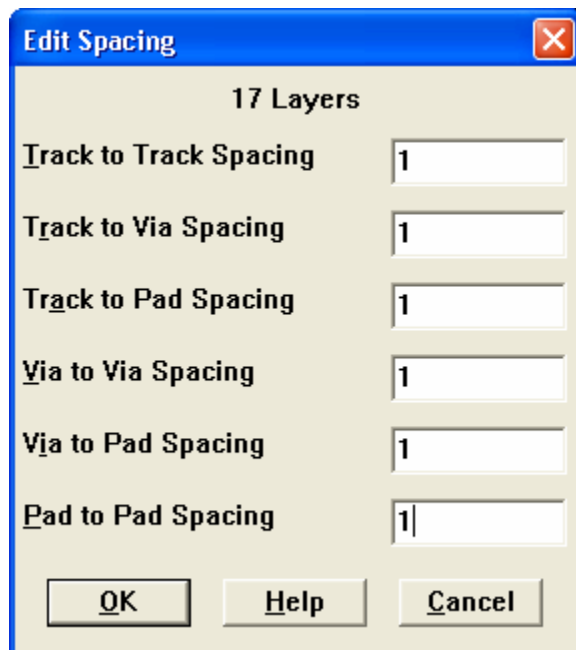 Edit Spacing
17 Layers
Track to Track Spacing 1
Track to Via Spacing 1
Track to Pad Spacing 1
Via to Via Spacing 1
Via to Pad Spacing 1
Pad to Pad Spacing 1
OK Help Cancel